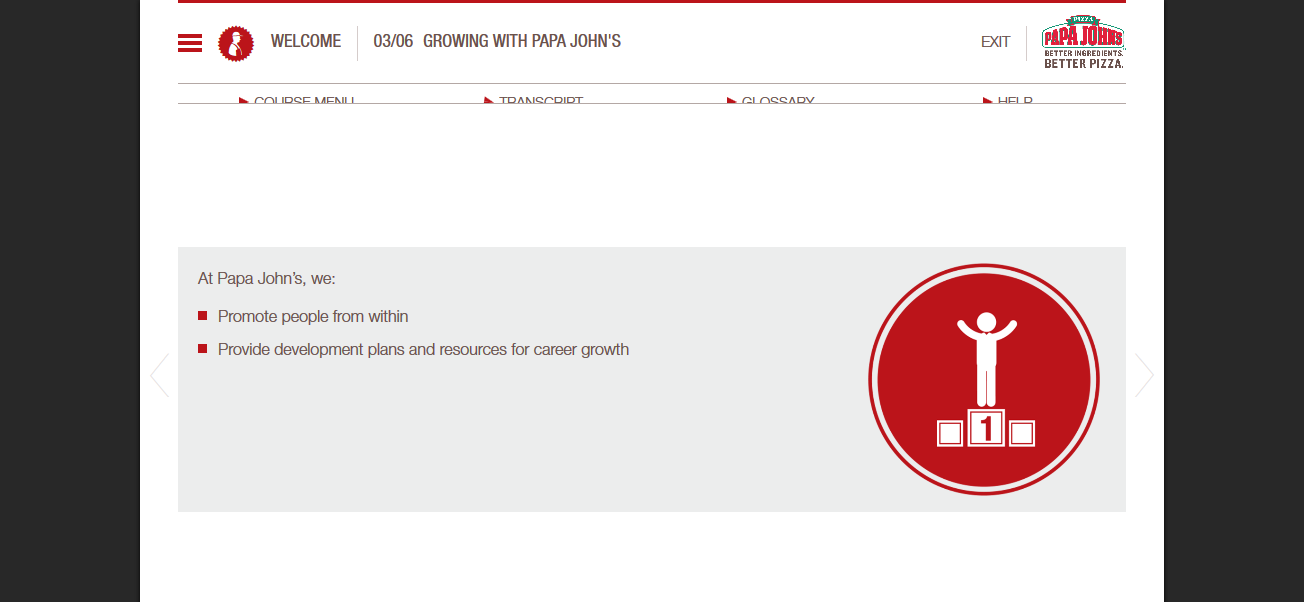 WELCOME 03/06 GROWING WITH PAPA JOHN'S
EXIT
PIZZA
PAPA JOHNS
BETTER INGREDIENTS.
BETTER PIZZA.
COURSE MENU TRANSCRIPT GLOSSARY HELP
At Papa John’s, we:
Promote people from within
Provide development plans and resources for career growth
1